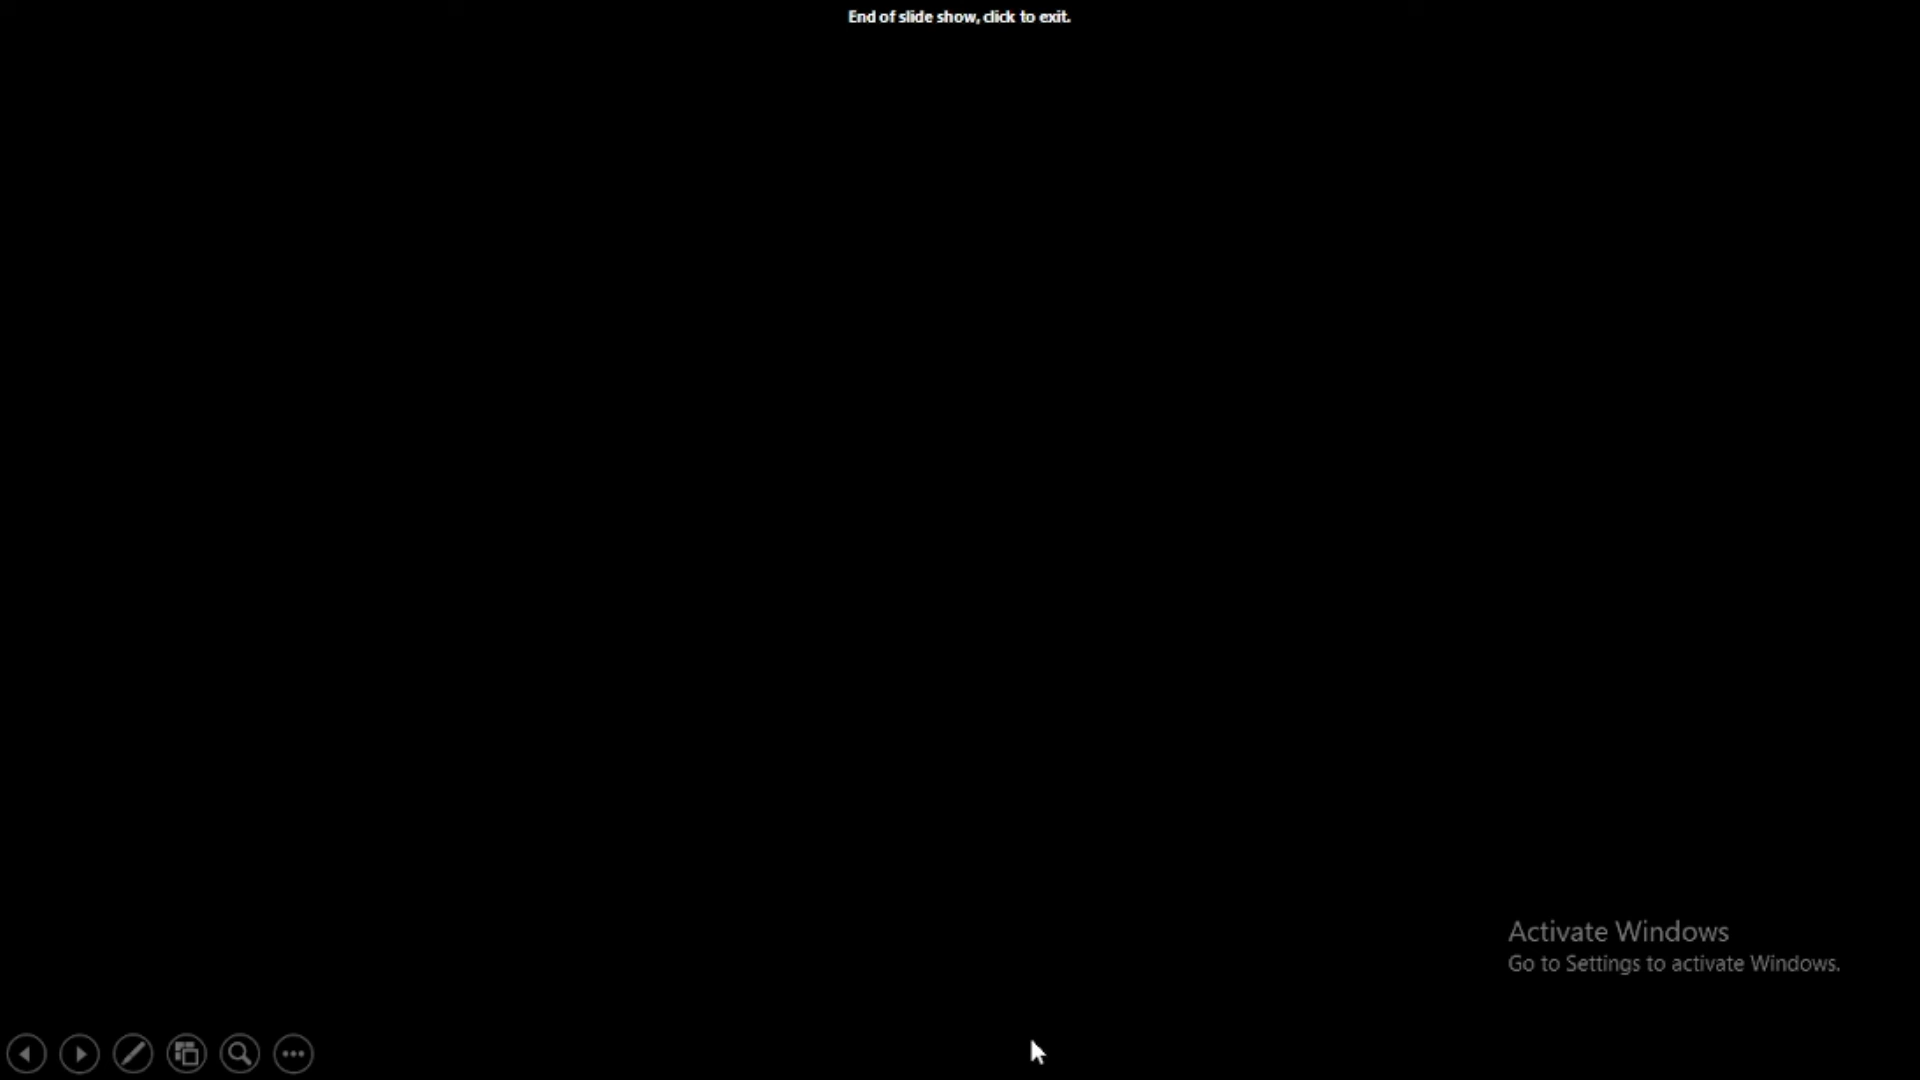 End of slide show, click to exit.
Activate Windows
Go to Settings to activate Windows.